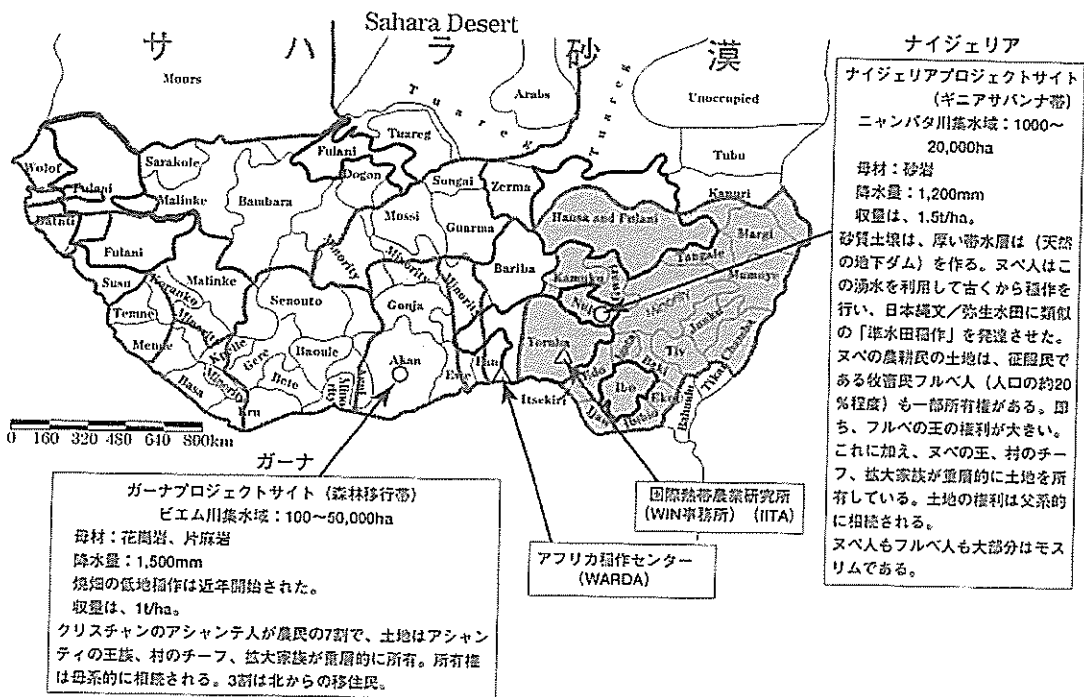 Sahara Desert
サハラ砂漠
Moors
Tuareck
Arabs
Tuareck
Unoccupied
Tuareg
Tubu
Wolof
Fulani
Sarakole
Malinke
Bambara
Fulani
Dogon
Songai
Zerma
Kanuri
Hausa and Fulani
Margi
Tangale
Mumuye
Mossi
Guarma
Bariba
Kamuku
Fulani
Susu
Koranko
Malinke
Minority
Senouto
Minority
Minority
Minority
Gonja
Temne
Mende
Kpelle
Gere
Baoule
Akan
Ewe
Yoruba
Edo
Tiv
Chamba
Tikar
Ibo
Ekoi
Itsekiri
Basa
Minority
Bete
Kru
0 160 320 480 640 800km
ナイジェリア
ナイジェリアプロジェクトサイト
(ギニアサバンナ帯)
ニャンパタ川集水域:1000~
20,000ha
母材:砂岩
降水量:1,200mm
収量は、1.5t/ha。
砂質土壌は、厚い帯水層は(天然
の地下ダム)を作る。ヌペ人はこ
の湧水を利用して古くから稲作を
行い、日本縄文/弥生水田に類似
の「準水田稲作」を発達させた。
ヌペの農耕民の土地は、征服民で
ある牧畜民フルベ人(人口の約20
%程度)も一部所有権がある。即
ち、フルベの王の権利が大きい。
これに加え、ヌペの王、村のチー
フ、拡大家族が重層的に土地を所
有している。土地の権利は父系的
に相続される。
ヌペ人もフルベ人も大部分はモス
リムである。
ガーナ
ガーナプロジェクトサイト(森林移行帯)
ビエム川集水域:100~50,000ha
母材:花崗岩、片麻岩
降水量:1,500mm
焼畑の低地稲作は近年開始された。
収量は、1t/ha。
クリスチャンのアシャンテ人が農民の7割で、土地はアシャン
ティの王族、村のチーフ、拡大家族が重層的に所有。所有権
は母系的に相続される。3割は北からの移住民。
国際熱帯農業研究所
(WIN事務所) (IITA)
アフリカ稲作センター
(WARDA)